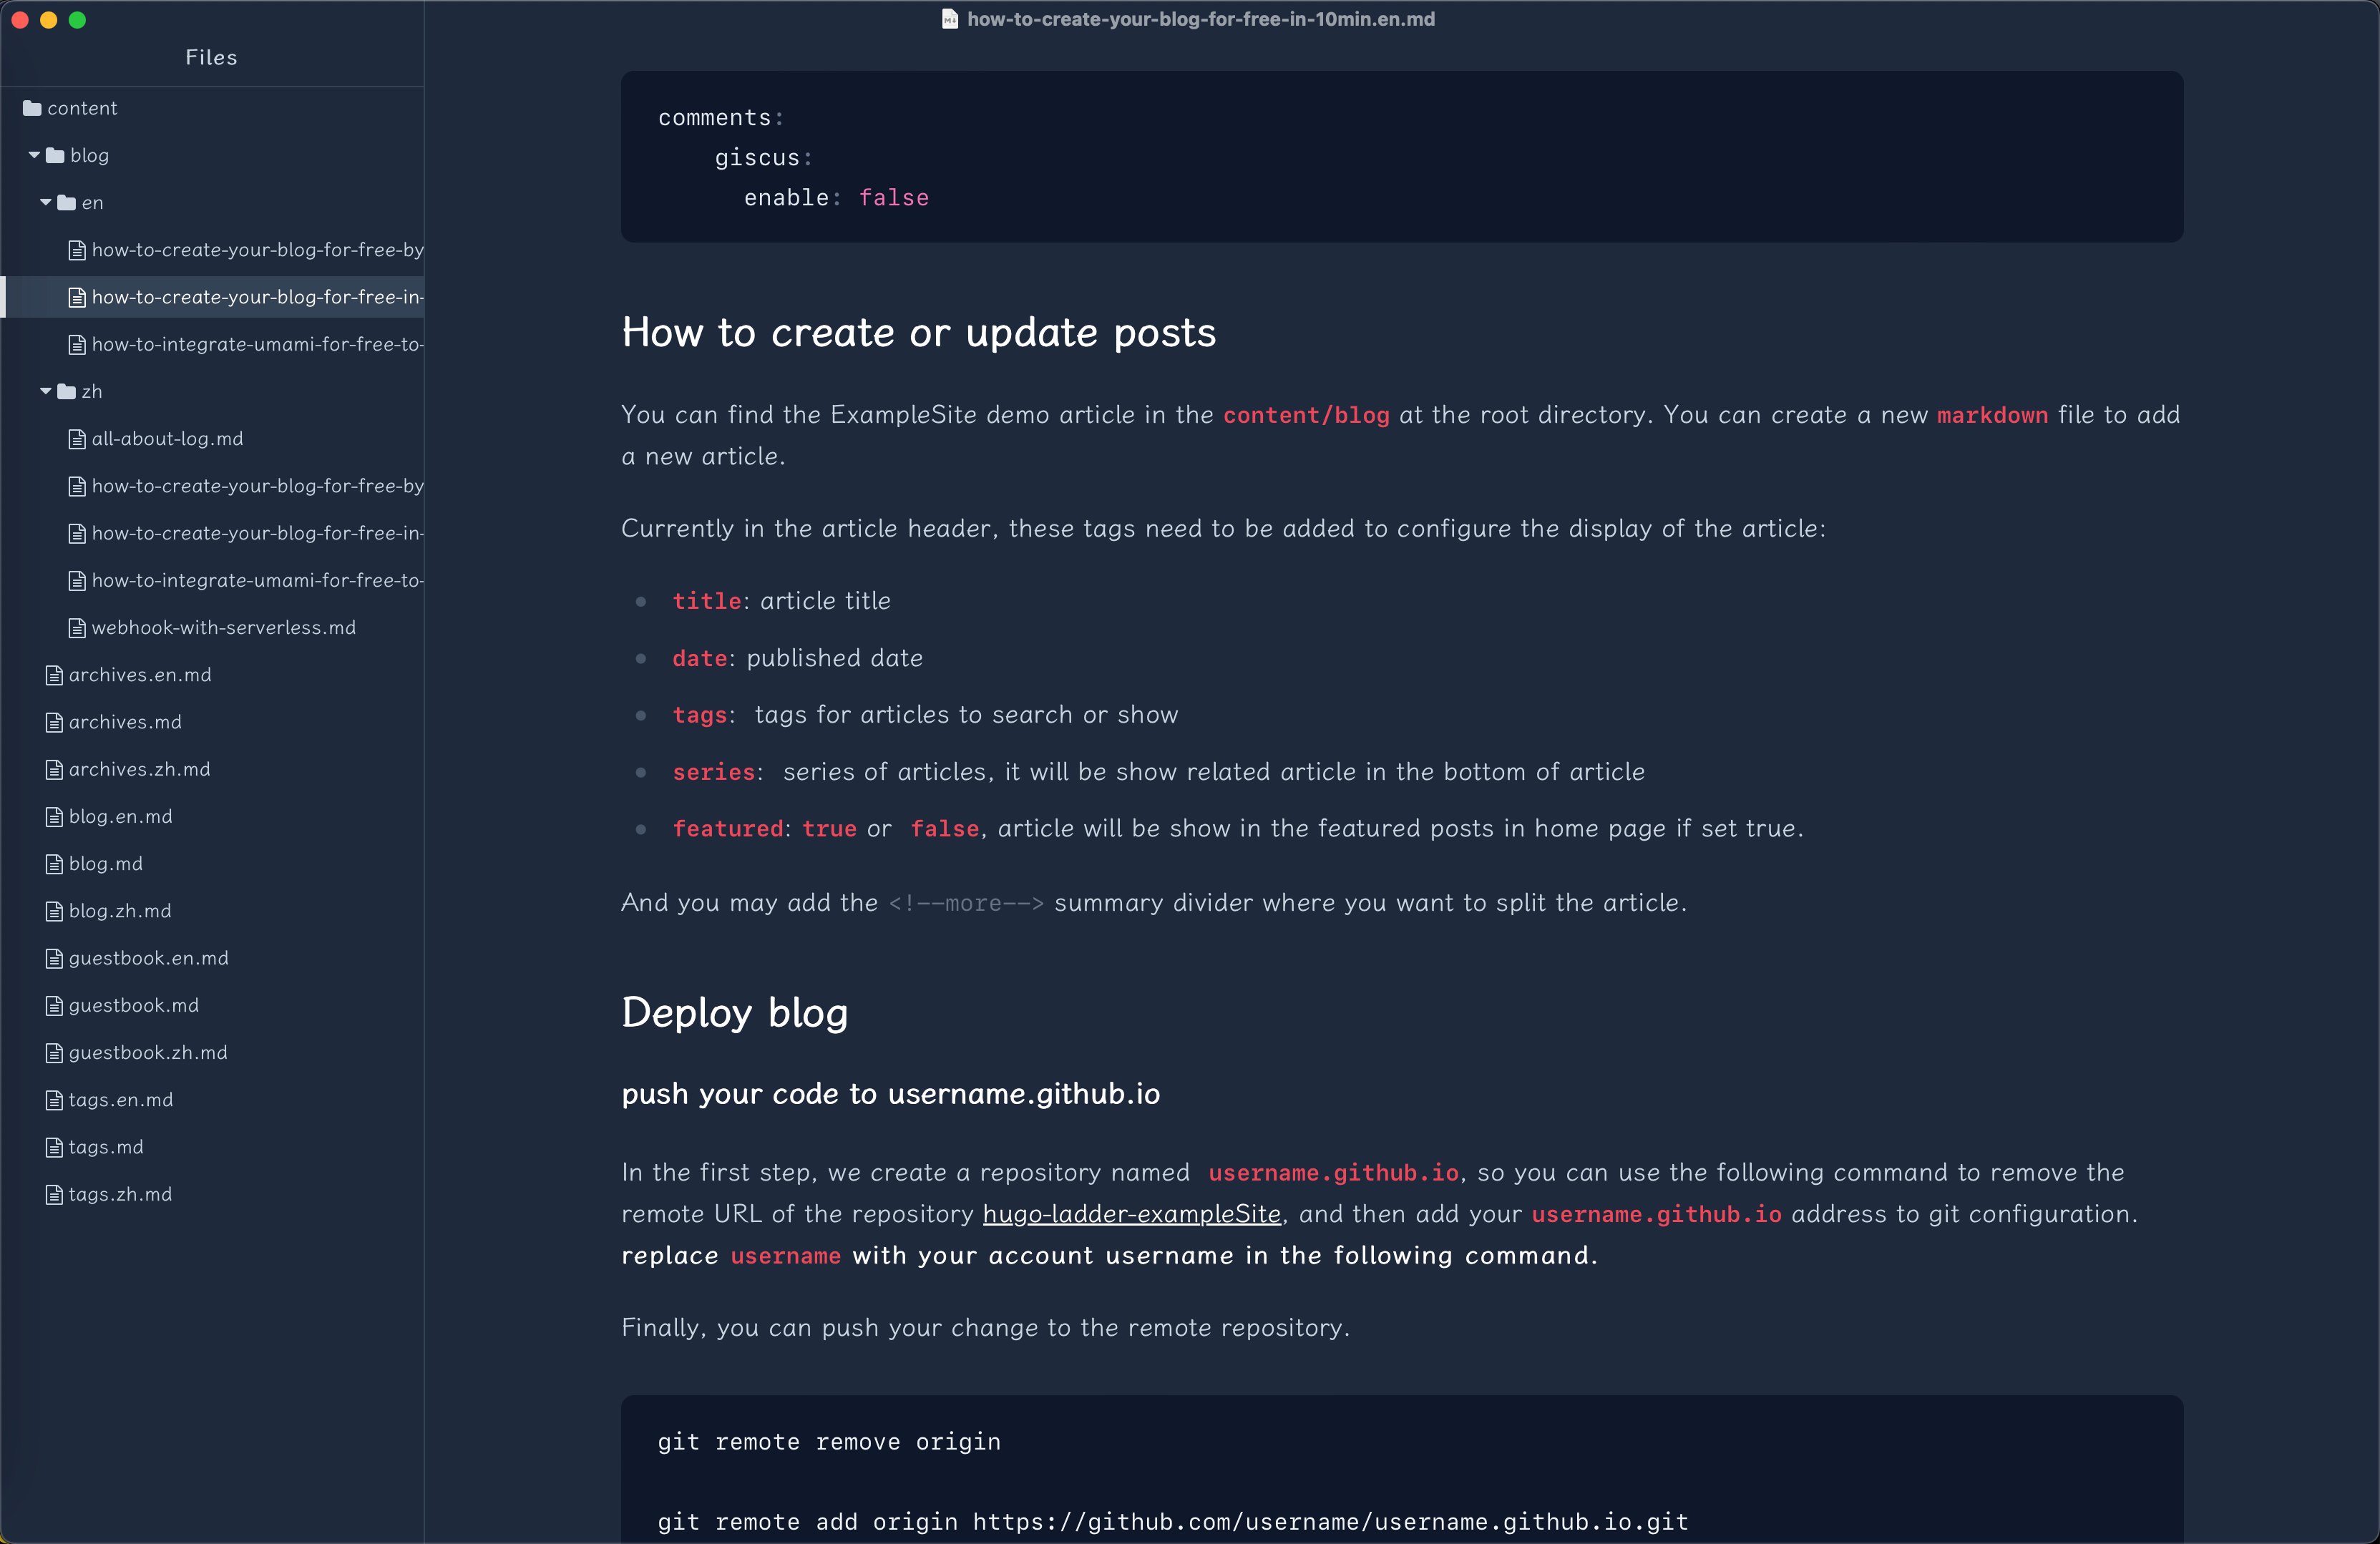 how-to-create-your-blog-for-free-in-10min.en.md
Files
content
blog
en
how-to-create-your-blog-for-free-by
how-to-create-your-blog-for-free-in-
how-to-integrate-umami-for-free-to-
zh
all-about-log.md
how-to-create-your-blog-for-free-by
how-to-create-your-blog-for-free-in-
how-to-integrate-umami-for-free-to-
webhook-with-serverless.md
archives.en.md
archives.md
archives.zh.md
blog.en.md
blog.md
blog.zh.md
guestbook.en.md
guestbook.md
guestbook.zh.md
tags.en.md
tags.md
tags.zh.md
comments:
giscus:
enable: false
How to create or update posts
You can find the ExampleSite demo article in the content/blog at the root directory. You can create a new markdown file to add
a new article.
Currently in the article header, these tags need to be added to configure the display of the article:
title: article title
date: published date
tags: tags for articles to search or show
series: series of articles, it will be show related article in the bottom of article
featured: true or false, article will be show in the featured posts in home page if set true.
And you may add the <!--more--> summary divider where you want to split the article.
Deploy blog
push your code to username.github.io
In the first step, we create a repository named username.github.io, so you can use the following command to remove the
remote URL of the repository hugo-ladder-exampleSite, and then add your username.github.io address to git configuration.
replace username with your account username in the following command.
Finally, you can push your change to the remote repository.
git remote remove origin
git remote add origin https://github.com/username/username.github.io.git